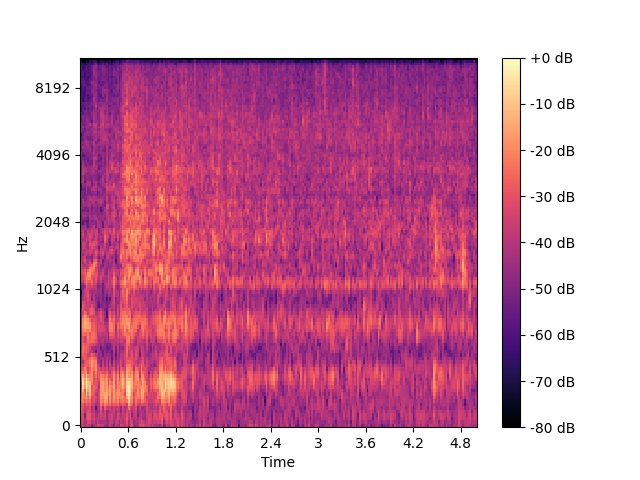 +0 dB
8192
-10 dB
4096
-20 dB
-30 dB
2048
Hz
-40 dB
1024
-50 dB
512
-60 dB
-70 dB
0
-80 dB
0 0.6 1.2 1.8 2.4 3 3.6 4.2 4.8
Time